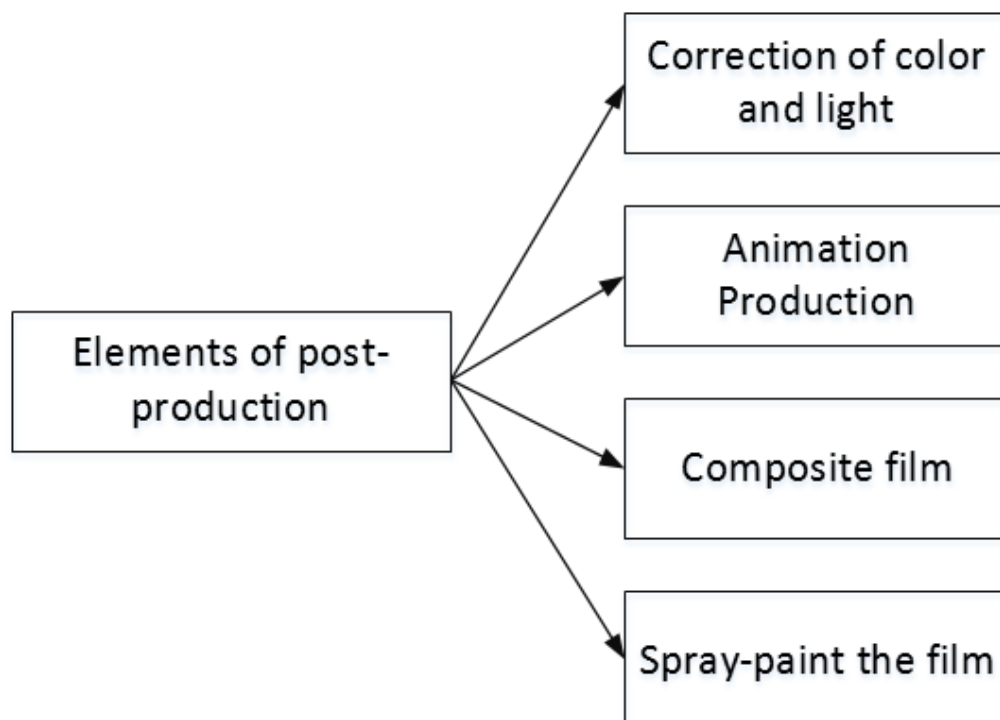 Correction of color
and light
Animation
Production
Elements of post-
production
Composite film
Spray-paint the film